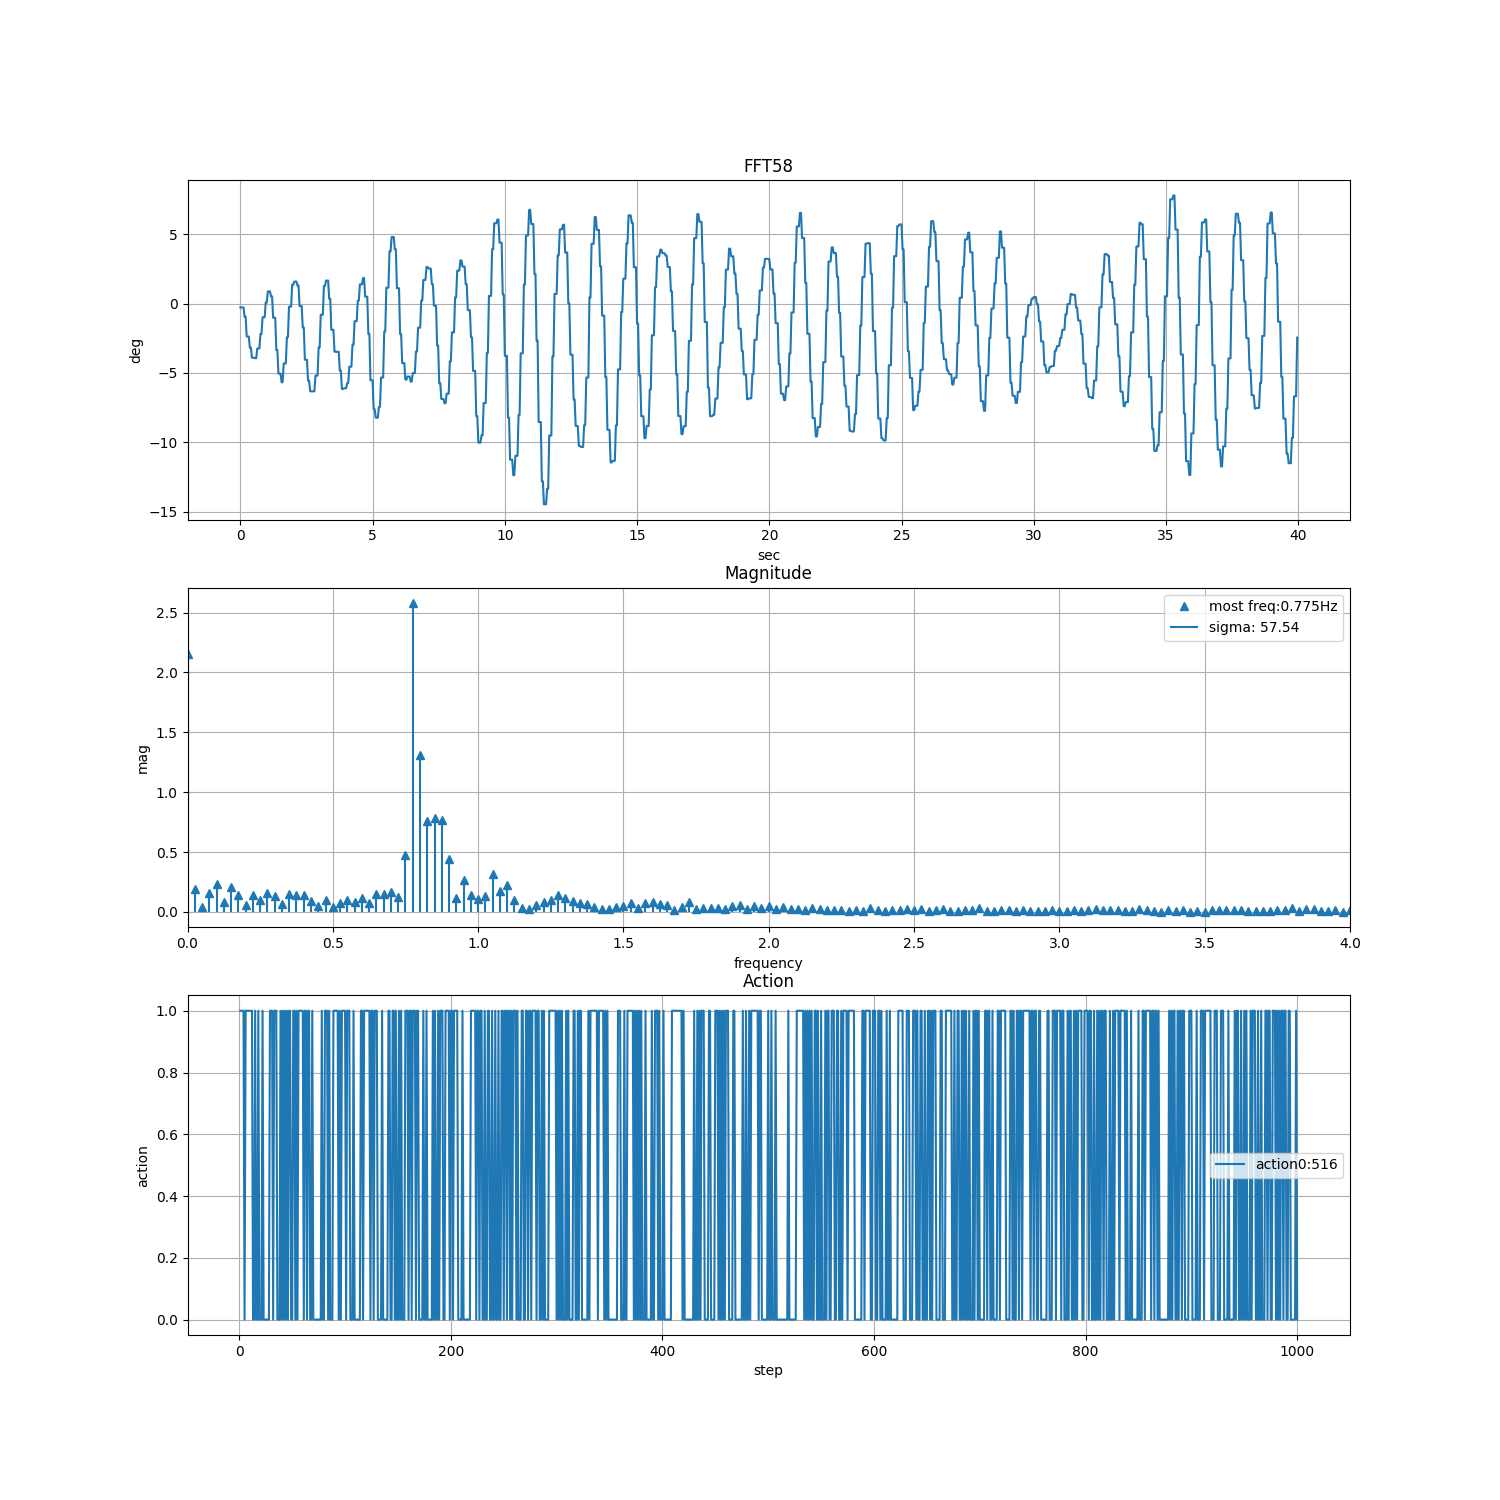 FFT58
5
0
−5
−10
−15
deg
0 5 10 15 20 25 30 35 40
sec
Magnitude
2.5
2.0
1.5
1.0
0.5
0.0
mag
most freq:0.775Hz
sigma: 57.54
0.0 0.5 1.0 1.5 2.0 2.5 3.0 3.5 4.0
frequency
Action
1.0
0.8
0.6
0.4
0.2
0.0
action
action0:516
0 200 400 600 800 1000
step